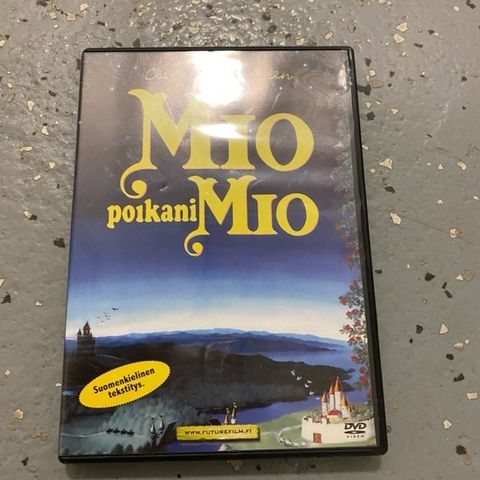 Mio
poikani Mio
Suomenkielinen
tekstitys.
WWW.FUTUREFILM.FI
DVD
VIDEO